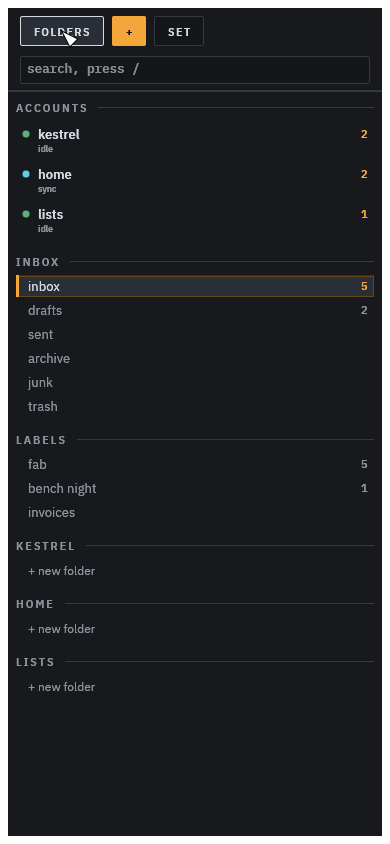 FOLDERS + SET
search, press /
ACCOUNTS
kestrel 2
idle
home 2
sync
lists 1
idle
INBOX
inbox 5
drafts 2
sent
archive
junk
trash
LABELS
fab 5
bench night 1
invoices
KESTREL
+ new folder
HOME
+ new folder
LISTS
+ new folder